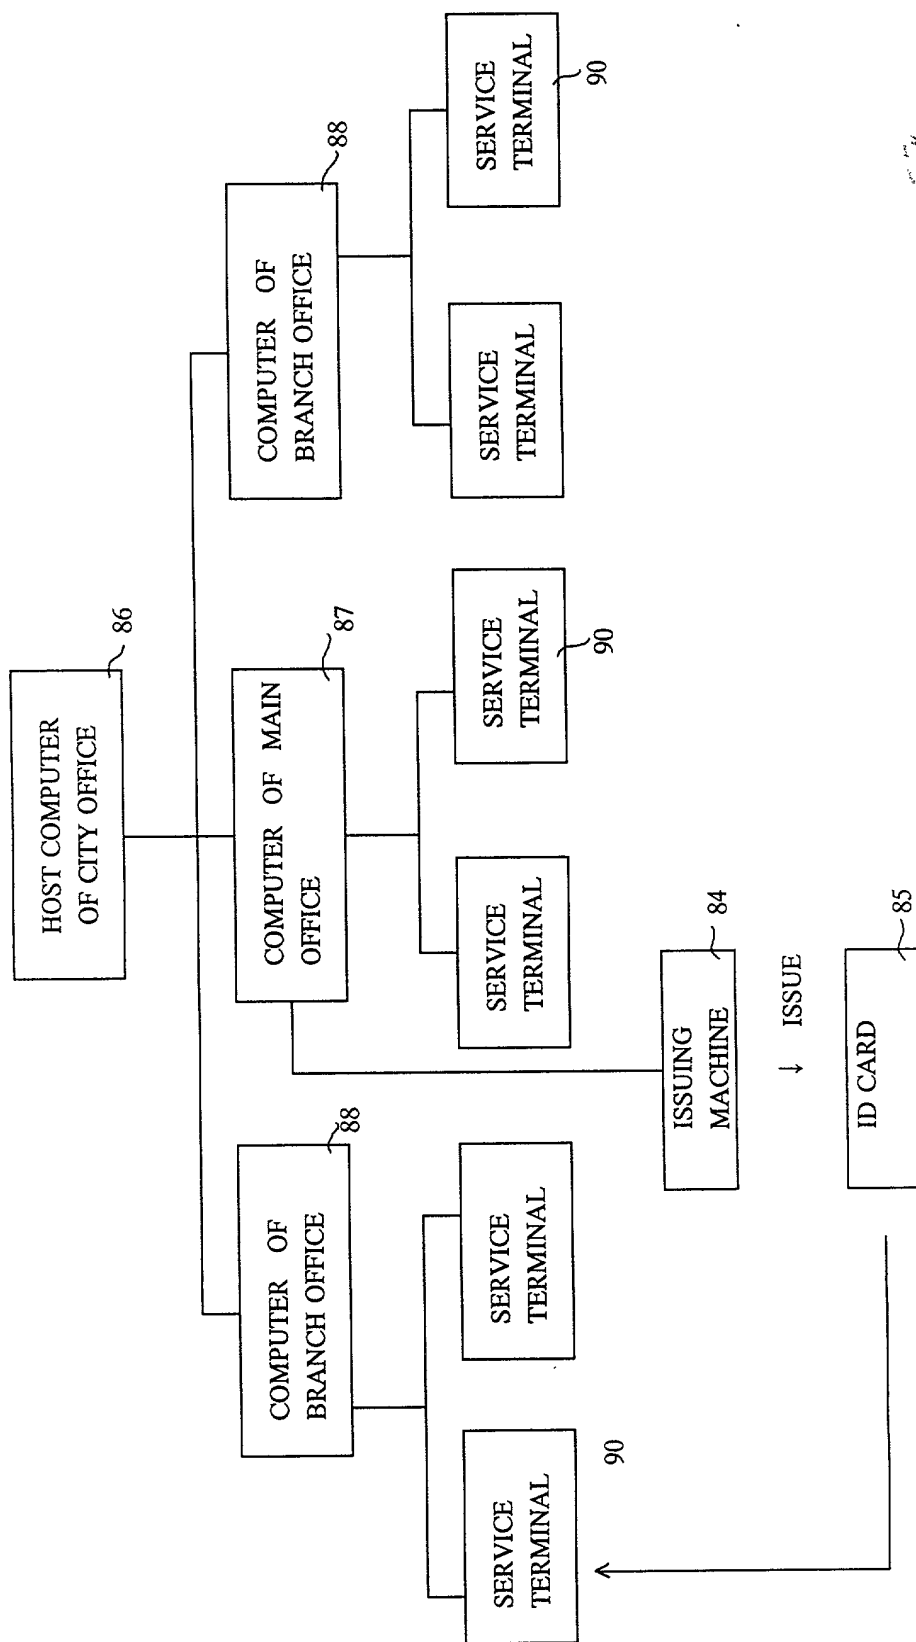 HOST COMPUTER
OF CITY OFFICE
86
COMPUTER OF
BRANCH OFFICE
88
COMPUTER OF MAIN
OFFICE
87
COMPUTER OF
BRANCH OFFICE
88
SERVICE
TERMINAL
90
SERVICE
TERMINAL
SERVICE
TERMINAL
SERVICE
TERMINAL
90
SERVICE
TERMINAL
SERVICE
TERMINAL
90
ISSUING
MACHINE
84
↓ ISSUE
ID CARD
85